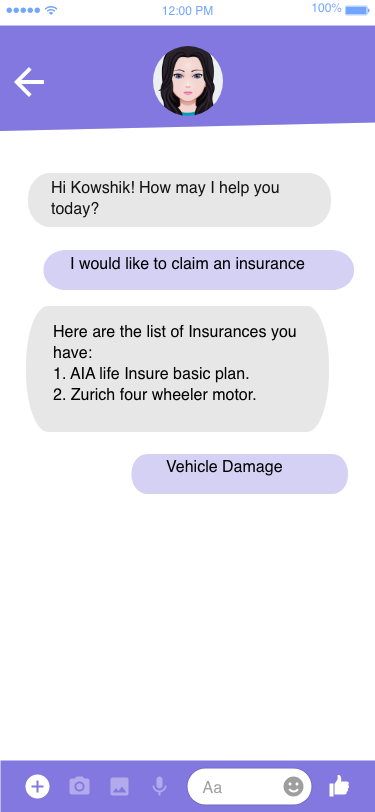 12:00 PM
100%
Hi Kowshik! How may I help you
today?
I would like to claim an insurance
Here are the list of Insurances you
have:
1. AIA life Insure basic plan.
2. Zurich four wheeler motor.
Vehicle Damage
Aa